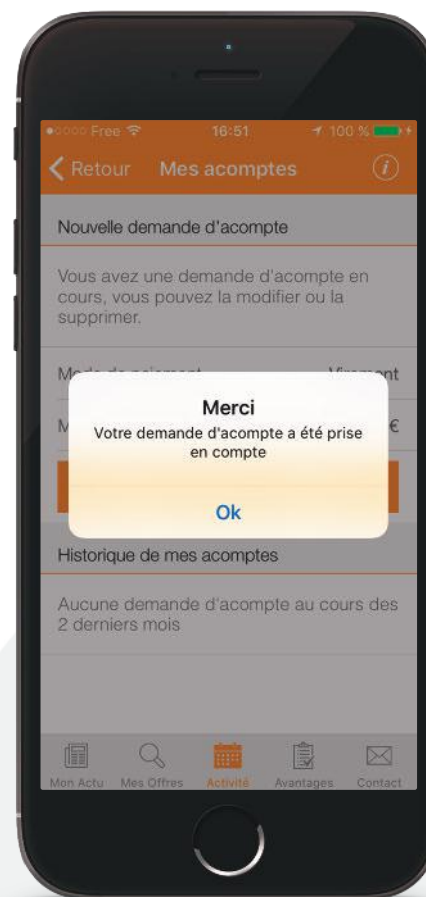 Free 16:51 100 %
Retour Mes acomptes i
Nouvelle demande d'acompte
Vous avez une demande d'acompte en
cours, vous pouvez la modifier ou la
supprimer.
Merci
Votre demande d'acompte a été prise
en compte
Ok
€
Historique de mes acomptes
Aucune demande d'acompte au cours des
2 derniers mois
Mon Actu Mes Offres Activité Avantages Contact